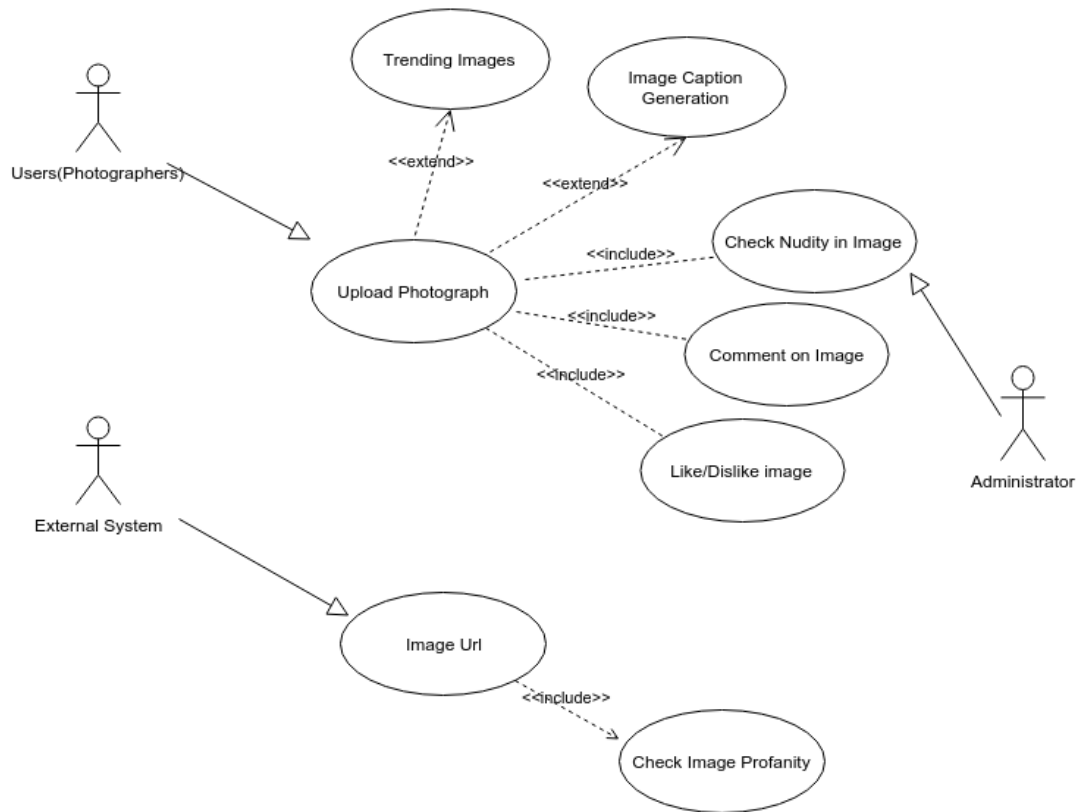 Trending Images
Image Caption
Generation
Users(Photographers)
<<extend>>
<<extend>>
Check Nudity in Image
<<include>>
Upload Photograph
<<include>>
Comment on Image
<<include>>
Like/Dislike image
Administrator
External System
Image Url
<<include>>
Check Image Profanity